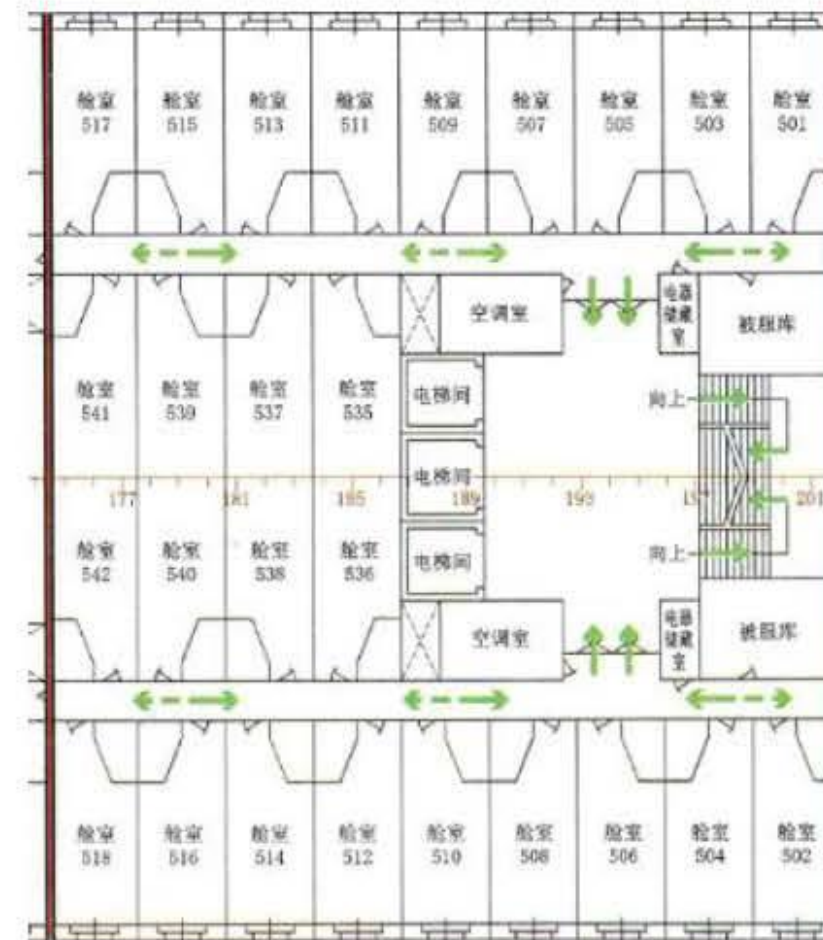 舱室 舱室 舱室 舱室 舱室 舱室 舱室 舱室 舱室
517 515 513 511 509 507 505 503 501
空调室
电器
储藏
室
被服库
舱室 舱室 舱室 舱室
541 539 537 535
电梯间
向上
电梯间
177 181 185 189 193 197 201
舱室 舱室 舱室 舱室
542 540 538 536
电梯间
向上
空调室
电器
储藏
室
被服库
舱室 舱室 舱室 舱室 舱室 舱室 舱室 舱室 舱室
518 516 514 512 510 508 506 504 502